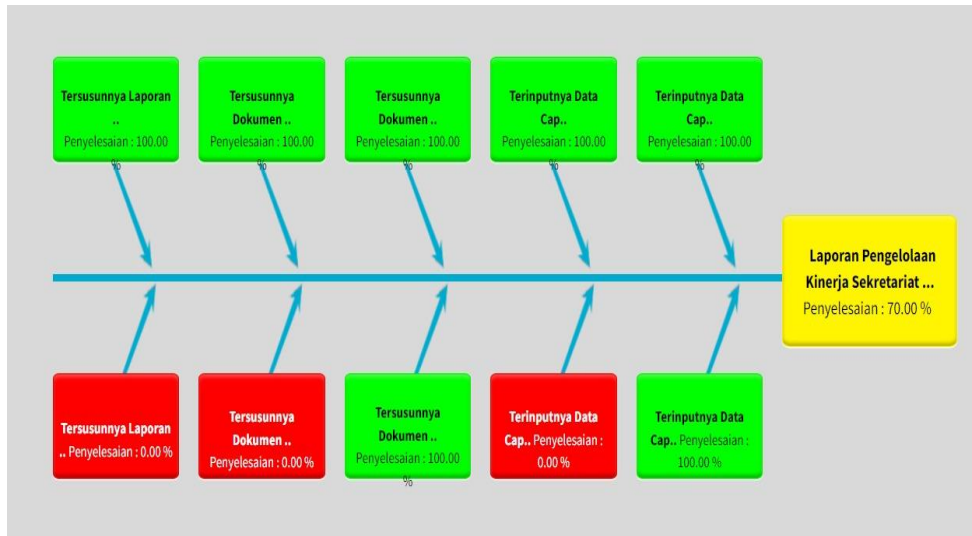 Tersusunnya Laporan
..
Penyelesaian : 100.00
%
Tersusunnya
Dokumen ..
Penyelesaian : 100.00
%
Tersusunnya
Dokumen ..
Penyelesaian : 100.00
%
Terinputnya Data
Cap..
Penyelesaian : 100.00
%
Terinputnya Data
Cap..
Penyelesaian : 100.00
%
Laporan Pengelolaan
Kinerja Sekretariat ...
Penyelesaian : 70.00 %
Tersusunnya Laporan
.. Penyelesaian : 0.00 %
Tersusunnya
Dokumen ..
Penyelesaian : 0.00 %
Tersusunnya
Dokumen ..
Penyelesaian : 100.00
%
Terinputnya Data
Cap.. Penyelesaian :
0.00 %
Terinputnya Data
Cap.. Penyelesaian :
100.00 %